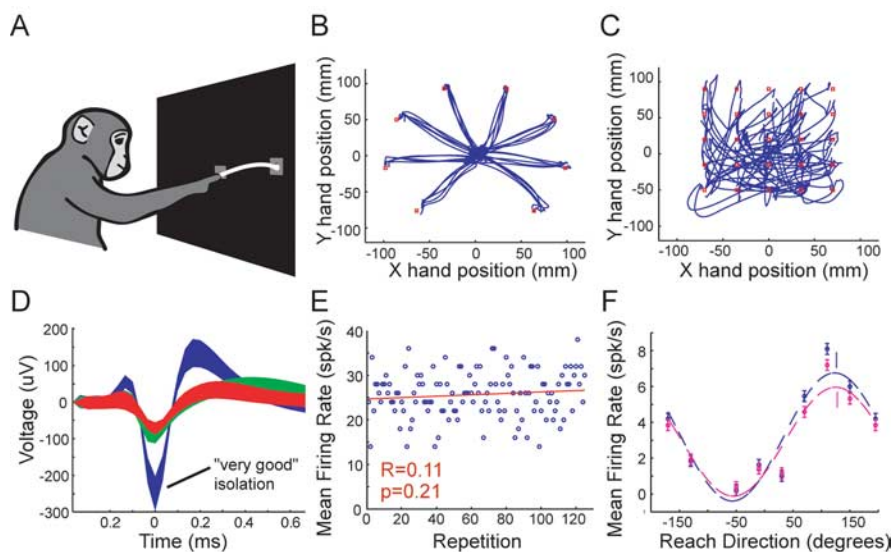 A
B
100
50
0
-50
-100
Y hand position (mm)
-100 -50 0 50 100
X hand position (mm)
C
100
50
0
-50
-100
Y hand position (mm)
-100 -50 0 50 100
X hand position (mm)
D
200
100
0
-100
-200
-300
Voltage (uV)
"very good"
isolation
0.2 0 0.2 0.4 0.6
Time (ms)
E
40
30
20
10
0
Mean Firing Rate (spk/s)
R=0.11
p=0.21
0 20 40 60 80 100 120
Repetition
F
8
6
4
2
0
Mean Firing Rate (spk/s)
-150 -50 50 150
Reach Direction (degrees)